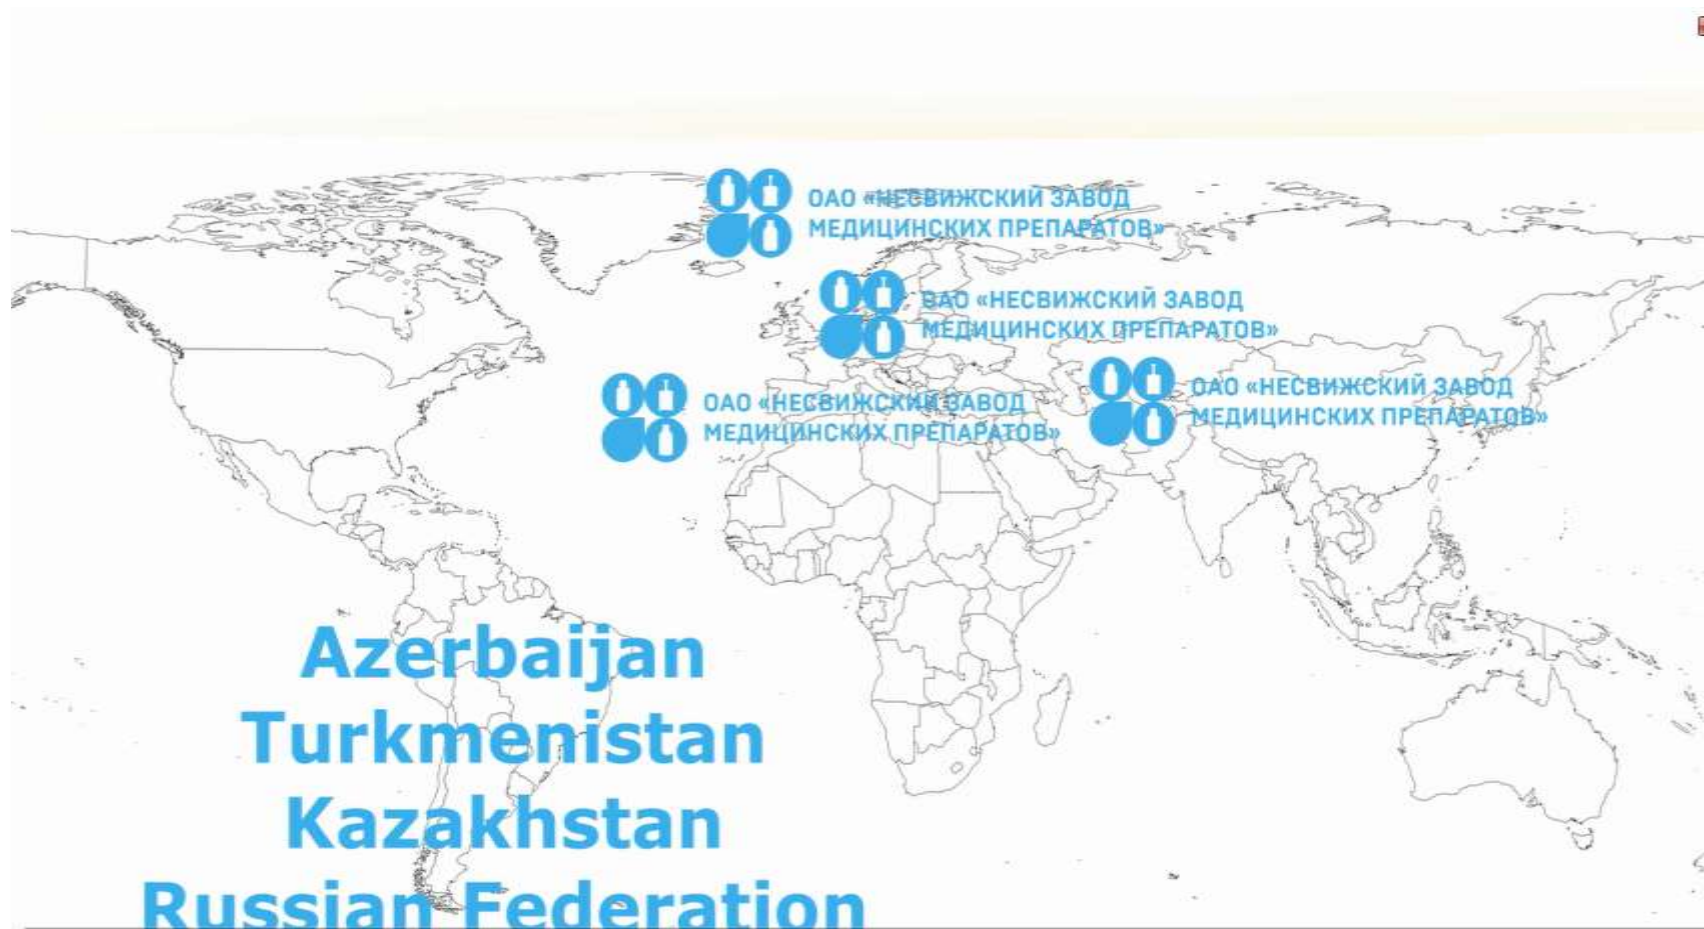 ОАО «НЕСВИЖСКИЙ ЗАВОД
МЕДИЦИНСКИХ ПРЕПАРАТОВ»
ОАО «НЕСВИЖСКИЙ ЗАВОД
МЕДИЦИНСКИХ ПРЕПАРАТОВ»
ОАО «НЕСВИЖСКИЙ ЗАВОД
МЕДИЦИНСКИХ ПРЕПАРАТОВ»
ОАО «НЕСВИЖСКИЙ ЗАВОД
МЕДИЦИНСКИХ ПРЕПАРАТОВ»
Azerbaijan
Turkmenistan
Kazakhstan
Russian Federation